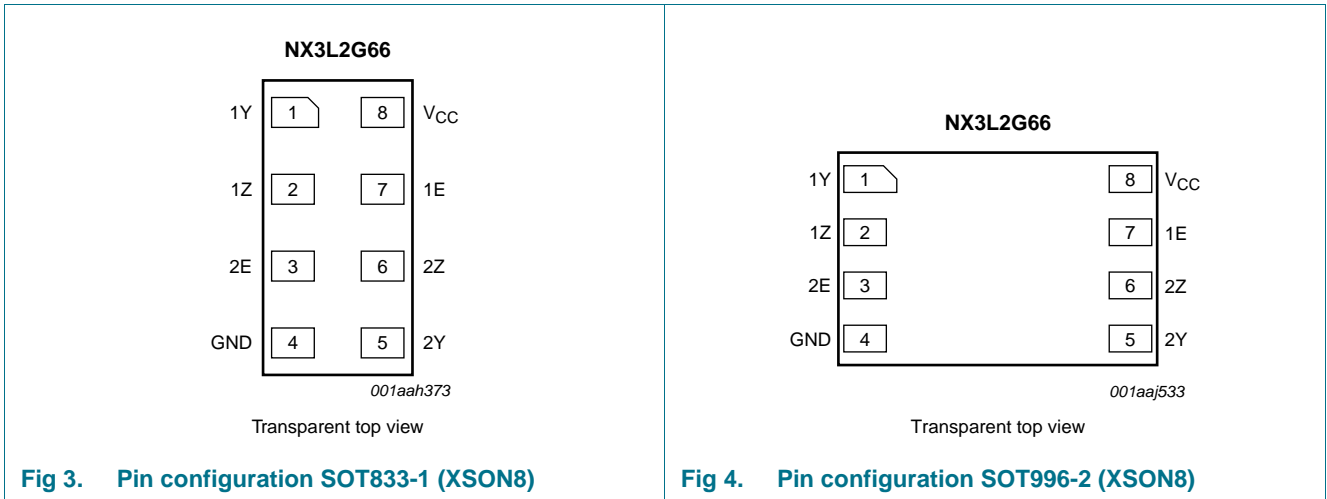 NX3L2G66
1Y 1 8 VCC
1Z 2 7 1E
2E 3 6 2Z
GND 4 5 2Y
001aah373
Transparent top view
Fig 3. Pin configuration SOT833-1 (XSON8)
NX3L2G66
1Y 1 8 VCC
1Z 2 7 1E
2E 3 6 2Z
GND 4 5 2Y
001aaj533
Transparent top view
Fig 4. Pin configuration SOT996-2 (XSON8)